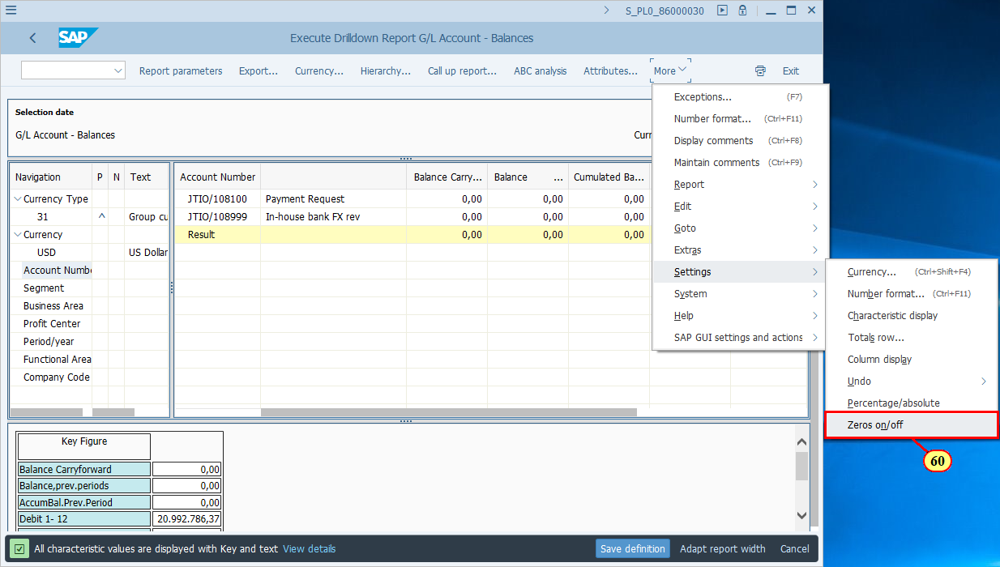 S_PL0_86000030
SAP Execute Drilldown Report G/L Account - Balances
Report parameters Export... Currency... Hierarchy... Call up report... ABC analysis Attributes... More Exit
Selection date
G/L Account - Balances Curr
Exceptions... (F7)
Number format... (Ctrl+F11)
Display comments (Ctrl+F8)
Maintain comments (Ctrl+F9)
Report
Edit
Goto
Extras
Settings
System
Help
SAP GUI settings and actions
Currency... (Ctrl+Shift+F4)
Number format... (Ctrl+F11)
Characteristic display
Totals row...
Column display
Undo
Percentage/absolute
Zeros on/off
60
Navigation P N Text
Currency Type
31 Group cu
Currency
USD US Dollar
Account Numbe
Segment
Business Area
Profit Center
Period/year
Functional Area
Company Code
Account Number Balance Carry... Balance ... Cumulated Ba...
JTIO/108100 Payment Request 0,00 0,00 0,00
JTIO/108999 In-house bank FX rev 0,00 0,00 0,00
Result 0,00 0,00 0,00
Key Figure
Balance Carryforward 0,00
Balance,prev.periods 0,00
AccumBal.Prev.Period 0,00
Debit 1- 12 20.992.786,37
All characteristic values are displayed with Key and text View details Save definition Adapt report width Cancel